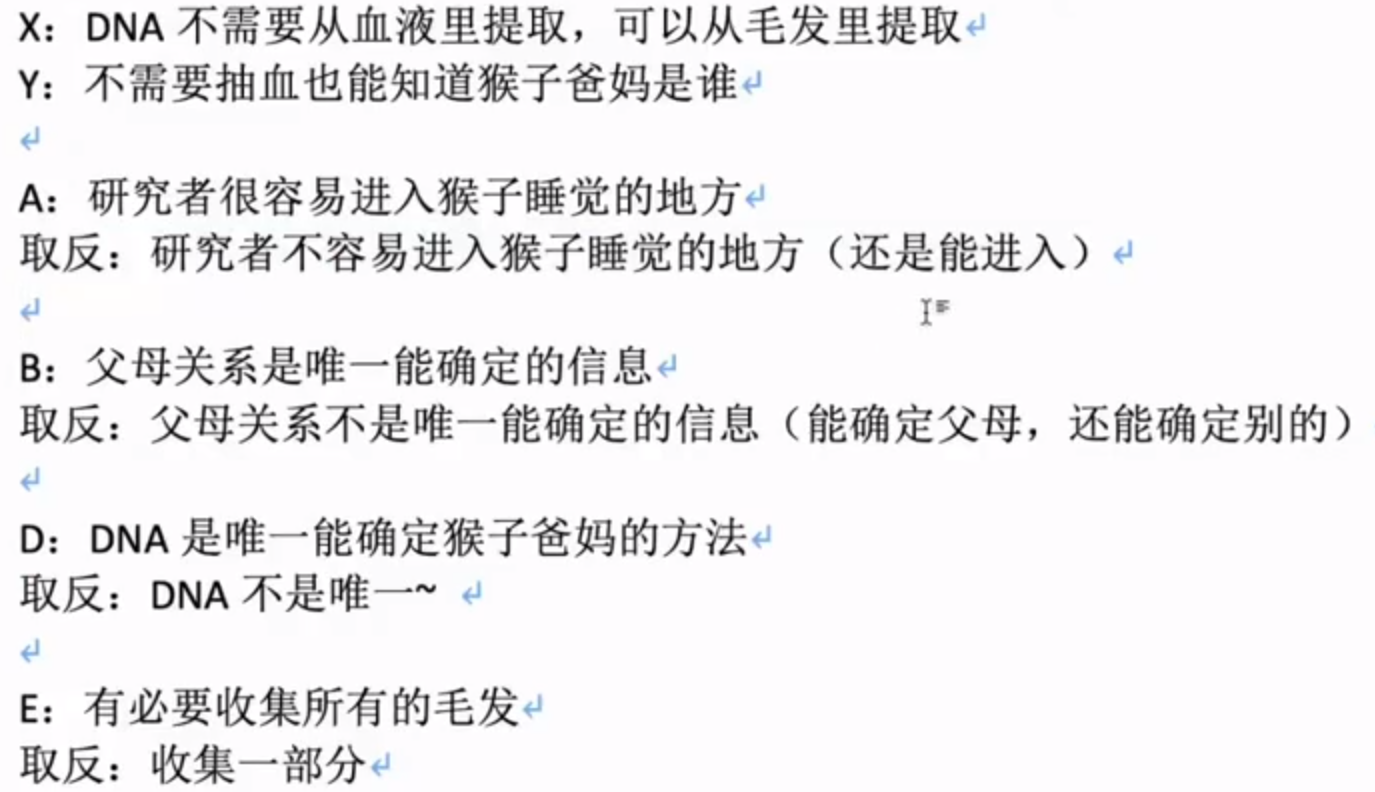 X：DNA 不需要从血液里提取，可以从毛发里提取↵
Y：不需要抽血也能知道猴子爸妈是谁↵
↵
A：研究者很容易进入猴子睡觉的地方↵
取反：研究者不容易进入猴子睡觉的地方（还是能进入）↵
↵
B：父母关系是唯一能确定的信息↵
取反：父母关系不是唯一能确定的信息（能确定父母，还能确定别的）
↵
D：DNA 是唯一能确定猴子爸妈的方法↵
取反：DNA 不是唯一~ ↵
↵
E：有必要收集所有的毛发↵
取反：收集一部分↵